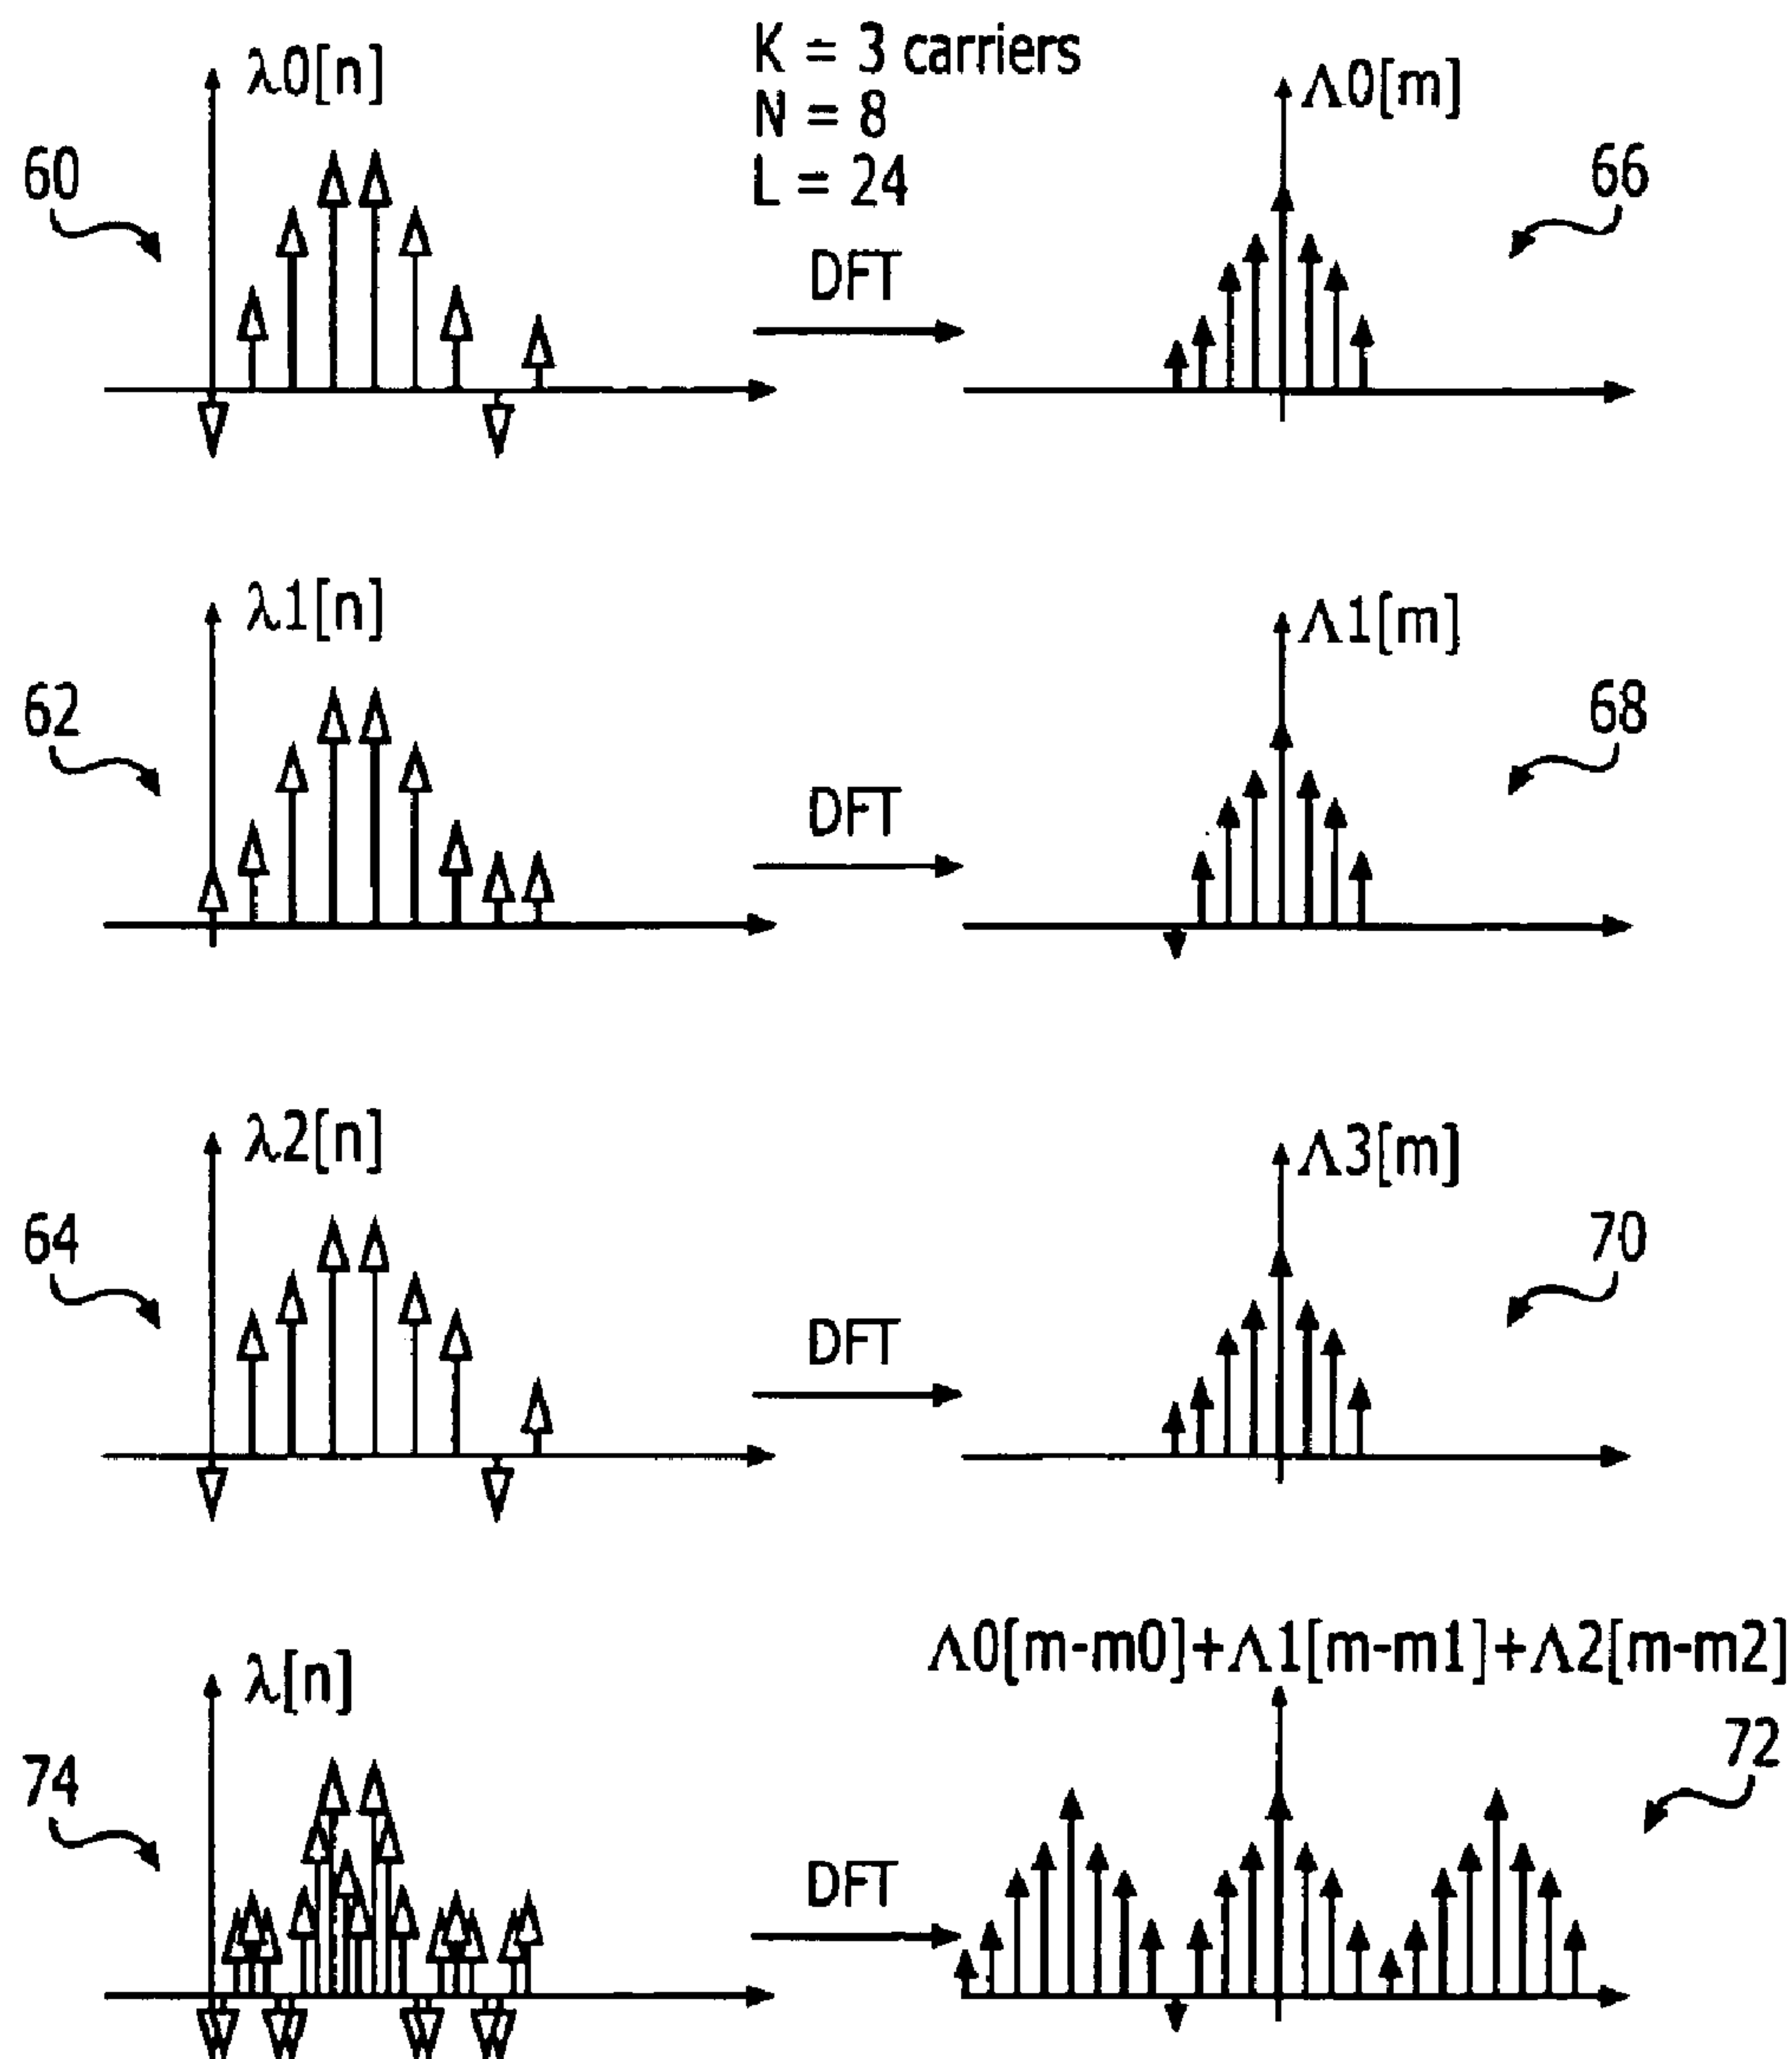 λ0[n]
K = 3 carriers
N = 8
L = 24
Λ0[m]
60
66
DFT
λ1[n]
Λ1[m]
62
68
DFT
λ2[n]
Λ3[m]
64
70
DFT
λ[n]
Λ0[m-m0]+Λ1[m-m1]+Λ2[m-m2]
74
72
DFT